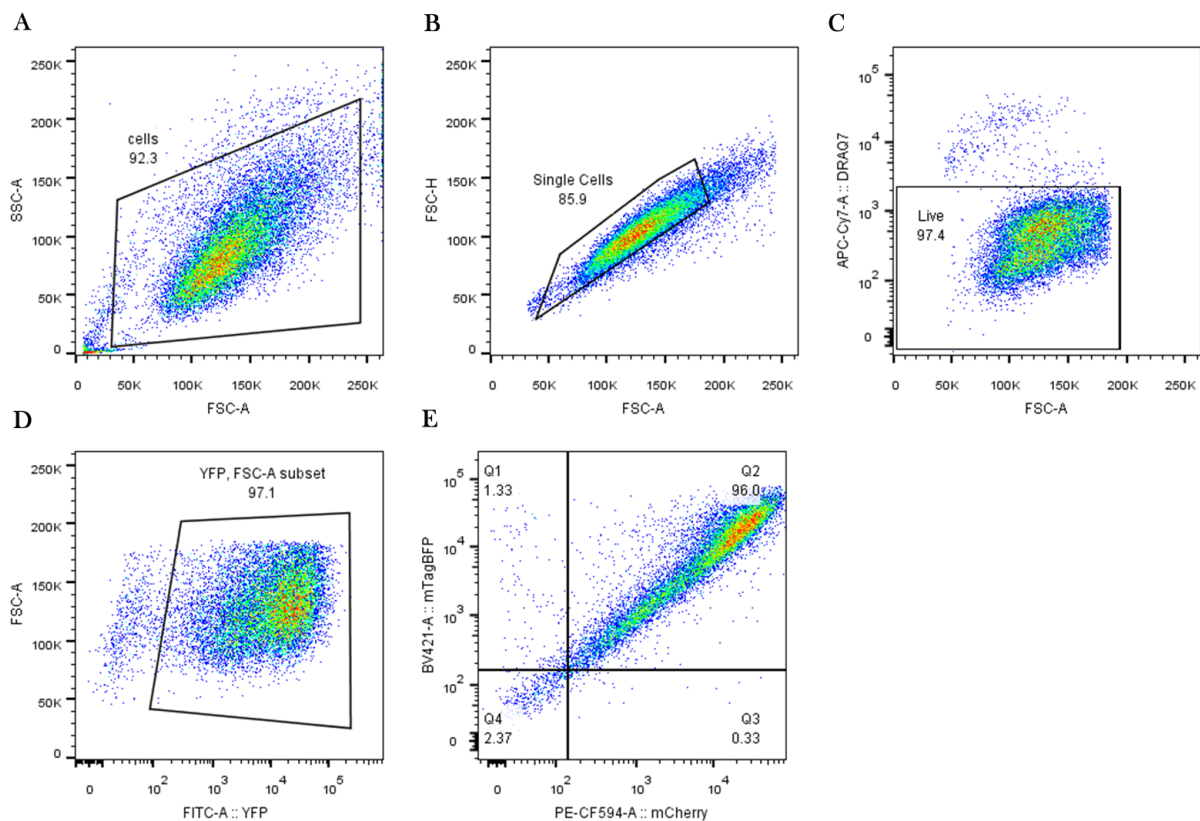 A
250K
200K
150K
100K
50K
0
SSC-A
cells
92.3
0 50K 100K 150K 200K 250K
FSC-A
B
250K
200K
150K
100K
50K
0
FSC-H
Single Cells
85.9
0 50K 100K 150K 200K 250K
FSC-A
C
10^5
10^4
10^3
10^2
0
APC-Cy7-A :: DRAQ7
Live
97.4
0 50K 100K 150K 200K 250K
FSC-A
D
250K
200K
150K
100K
50K
0
FSC-A
YFP, FSC-A subset
97.1
0 10^2 10^3 10^4 10^5
FITC-A :: YFP
E
10^5
10^4
10^3
10^2
0
BV421-A :: mTagBFP
Q1
1.33
Q2
96.0
Q4
2.37
Q3
0.33
0 10^2 10^3 10^4
PE-CF594-A :: mCherry